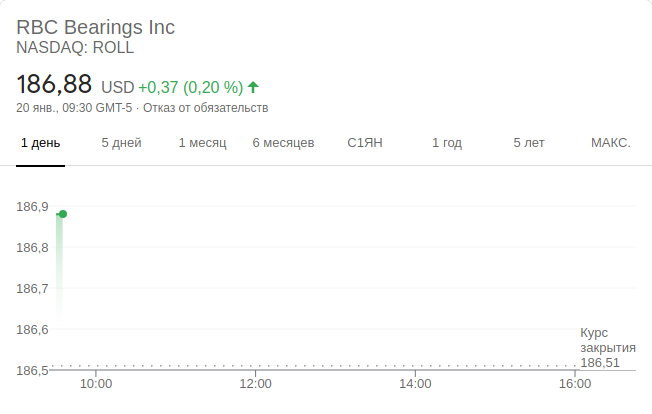 RBC Bearings Inc
NASDAQ: ROLL
186,88 USD +0,37 (0,20 %)
20 янв., 09:30 GMT-5 · Отказ от обязательств
1 день 5 дней 1 месяц 6 месяцев С1ЯН 1 год 5 лет МАКС.
186,9
186,8
186,7
186,6
186,5
Курс
закрытия
186,51
10:00 12:00 14:00 16:00